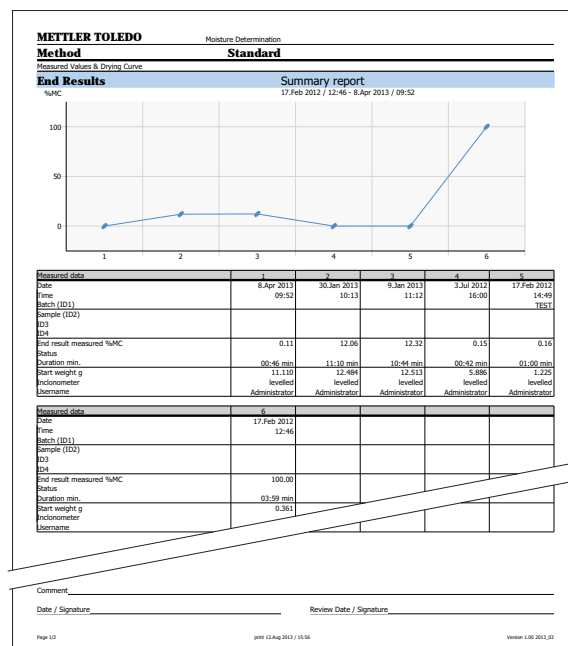 METTLER TOLEDO Moisture Determination
Method Standard
Measured Values & Drying Curve
End Results Summary report
%MC 17.Feb 2012 / 12:46 - 8.Apr 2013 / 09:52
100
50
0
1 2 3 4 5 6
Measured data 1 2 3 4 5
Date 8.Apr 2013 30.Jan 2013 9.Jan 2013 3.Jul 2012 17.Feb 2012
Time 09:52 10:13 11:12 16:00 14:49
Batch (ID1) TEST
Sample (ID2)
ID3
ID4
End result measured %MC 0.11 12.06 12.32 0.15 0.16
Status
Duration min. 00:46 min 11:10 min 10:44 min 00:42 min 01:00 min
Start weight g 11.110 12.484 12.513 5.886 1.225
Inclonometer levelled levelled levelled levelled levelled
Username Administrator Administrator Administrator Administrator Administrator
Measured data 6
Date 17.Feb 2012
Time 12:46
Batch (ID1)
Sample (ID2)
ID3
ID4
End result measured %MC 100.00
Status
Duration min. 03:59 min
Start weight g 0.361
Inclonometer
Username
Comment
Date / Signature Review Date / Signature
Page 1/2 print 12.Aug 2013 / 15:56 Version 1.00 2013_03